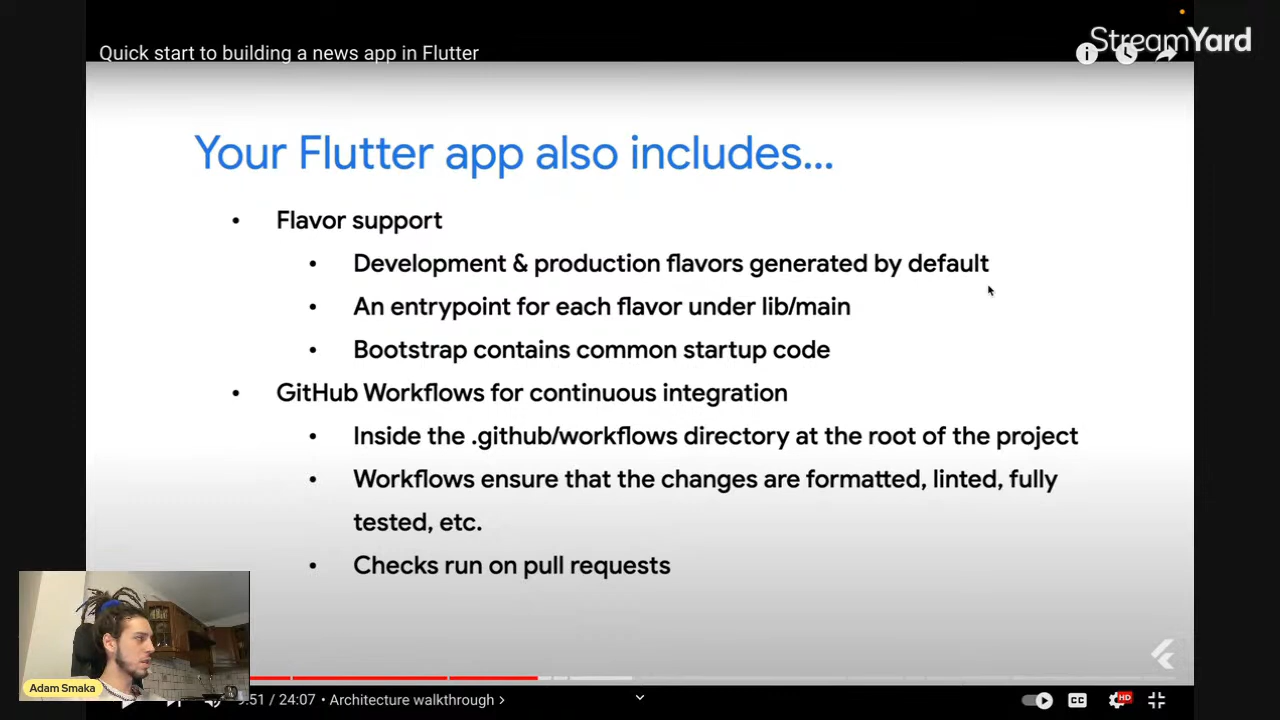 StreamYard
Quick start to building a news app in Flutter
Your Flutter app also includes...
• Flavor support
• Development & production flavors generated by default
• An entrypoint for each flavor under lib/main
• Bootstrap contains common startup code
• GitHub Workflows for continuous integration
• Inside the .github/workflows directory at the root of the project
• Workflows ensure that the changes are formatted, linted, fully
tested, etc.
• Checks run on pull requests
Adam Smaka
:51 / 24:07 • Architecture walkthrough >
CC
HD